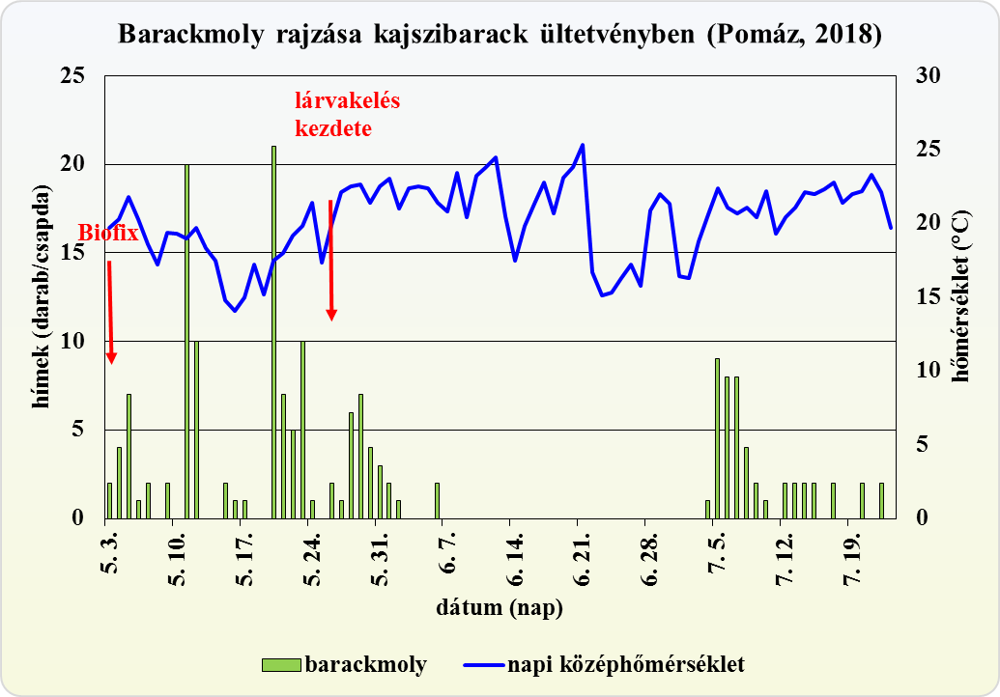 Barackmoly rajzása kajszibarack ültetvényben (Pomáz, 2018)
hímek (darab/csapda)
25
20
15
10
5
0
30
25
20
15
10
5
0
hőmérséklet (°C)
lárvakelés
kezdete
Biofix
5. 3.
5. 10.
5. 17.
5. 24.
5. 31.
6. 7.
6. 14.
6. 21.
6. 28.
7. 5.
7. 12.
7. 19.
dátum (nap)
barackmoly
napi középhőmérséklet